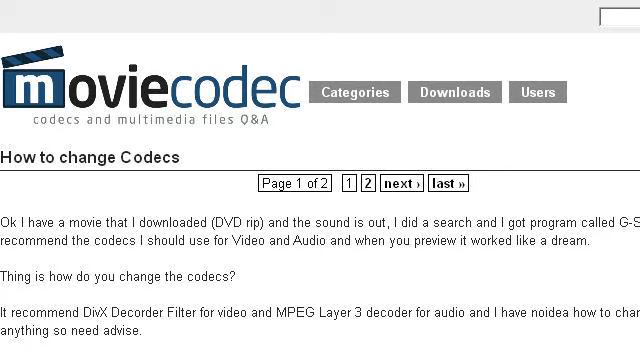 moviecodec
codecs and multimedia files Q&A
Categories
Downloads
Users
How to change Codecs
Page 1 of 2 1 2 next › last »
Ok I have a movie that I downloaded (DVD rip) and the sound is out, I did a search and I got program called G-S
recommend the codecs I should use for Video and Audio and when you preview it worked like a dream.
Thing is how do you change the codecs?
It recommend DivX Decorder Filter for video and MPEG Layer 3 decoder for audio and I have noidea how to
anything so need advise.